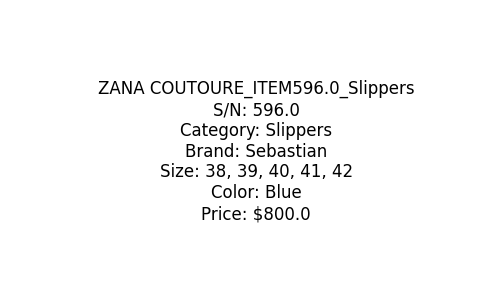 ZANA COUTOURE_ITEM596.0_Slippers
S/N: 596.0
Category: Slippers
Brand: Sebastian
Size: 38, 39, 40, 41, 42
Color: Blue
Price: $800.0